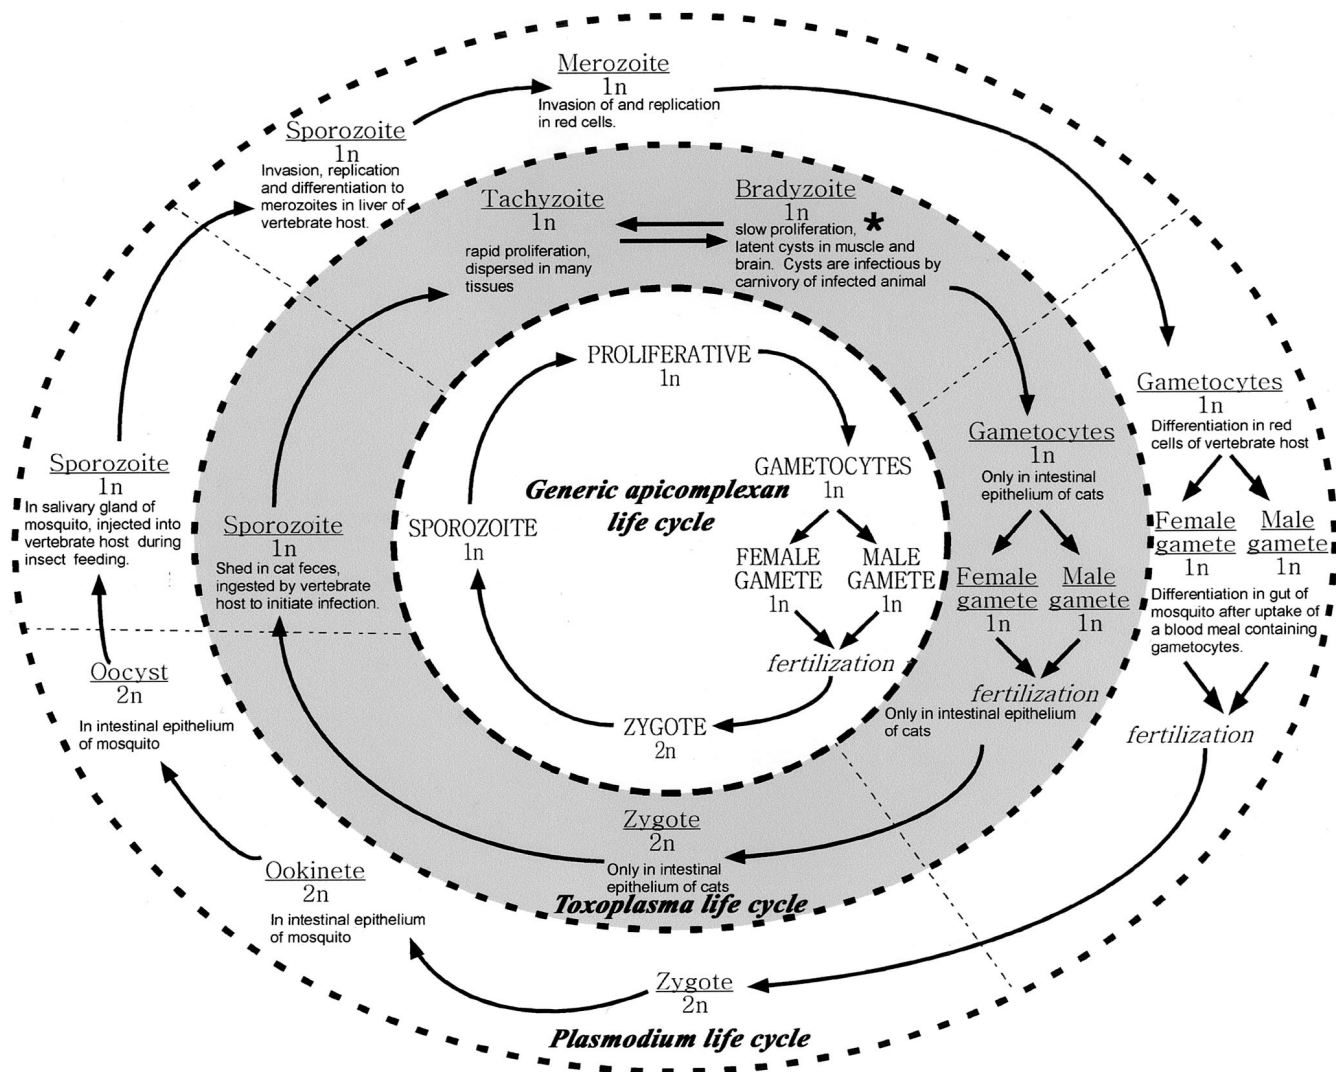 Merozoite
1n
Invasion of and replication
in red cells.
Sporozoite
1n
Invasion, replication
and differentiation to
merozoites in liver of
vertebrate host.
Tachyzoite
1n
rapid proliferation,
dispersed in many
tissues
Bradyzoite
1n *
slow proliferation,
latent cysts in muscle and
brain. Cysts are infectious by
carnivory of infected animal
PROLIFERATIVE
1n
Gametocytes
1n
Differentiation in red
cells of vertebrate host
Gametocytes
1n
Only in intestinal
epithelium of cats
GAMETOCYTES
1n
Generic apicomplexan
life cycle
Sporozoite
1n
In salivary gland of
mosquito, injected into
vertebrate host during
insect feeding.
Sporozoite
1n
Shed in cat feces,
ingested by vertebrate
host to initiate infection.
SPOROZOITE
1n
FEMALE
GAMETE
1n
MALE
GAMETE
1n
Female
gamete
1n
Male
gamete
1n
Female
gamete
1n
Male
gamete
1n
Differentiation in gut of
mosquito after uptake of
a blood meal containing
gametocytes.
fertilization
fertilization
Only in intestinal epithelium
of cats
fertilization
Oocyst
2n
In intestinal epithelium
of mosquito
ZYGOTE
2n
Zygote
2n
Only in intestinal
epithelium of cats
Toxoplasma life cycle
Ookinete
2n
In intestinal epithelium
of mosquito
Zygote
2n
Plasmodium life cycle